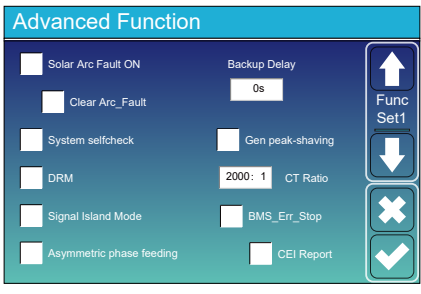 Advanced Function
Solar Arc Fault ON
Backup Delay
Clear Arc_Fault
0s
Func
Set1
System selfcheck
Gen peak-shaving
DRM
2000: 1
CT Ratio
Signal Island Mode
BMS_Err_Stop
Asymmetric phase feeding
CEI Report